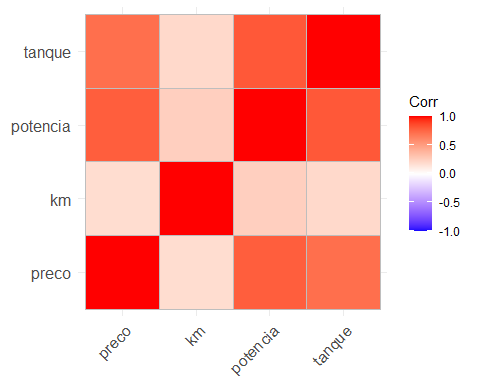 tanque
potencia
km
preco
preco
km
potencia
tanque
Corr
1.0
0.5
0.0
-0.5
-1.0